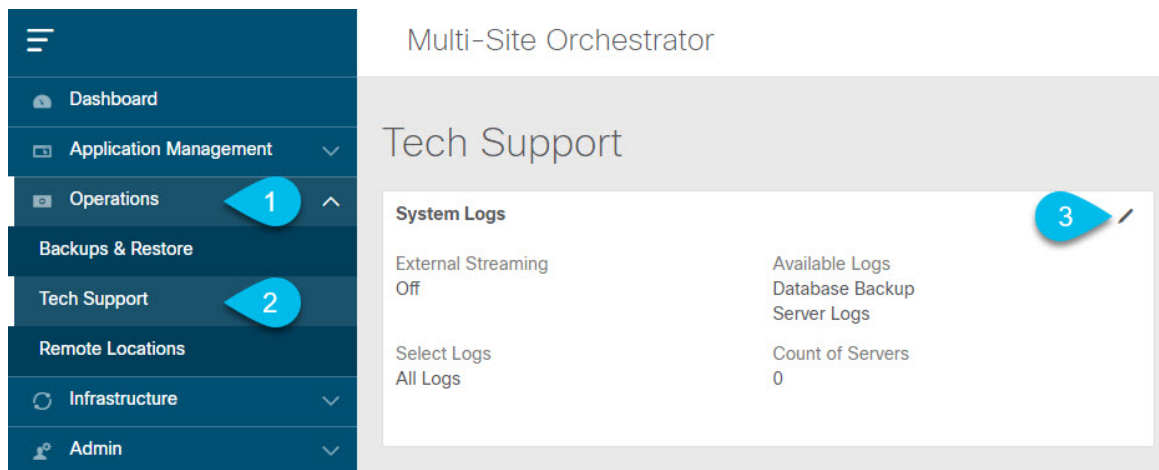 Multi-Site Orchestrator
Dashboard
Application Management
Operations
1
Backups & Restore
Tech Support
2
Remote Locations
Infrastructure
Admin
Tech Support
System Logs
3
External Streaming
Off
Available Logs
Database Backup
Server Logs
Select Logs
All Logs
Count of Servers
0